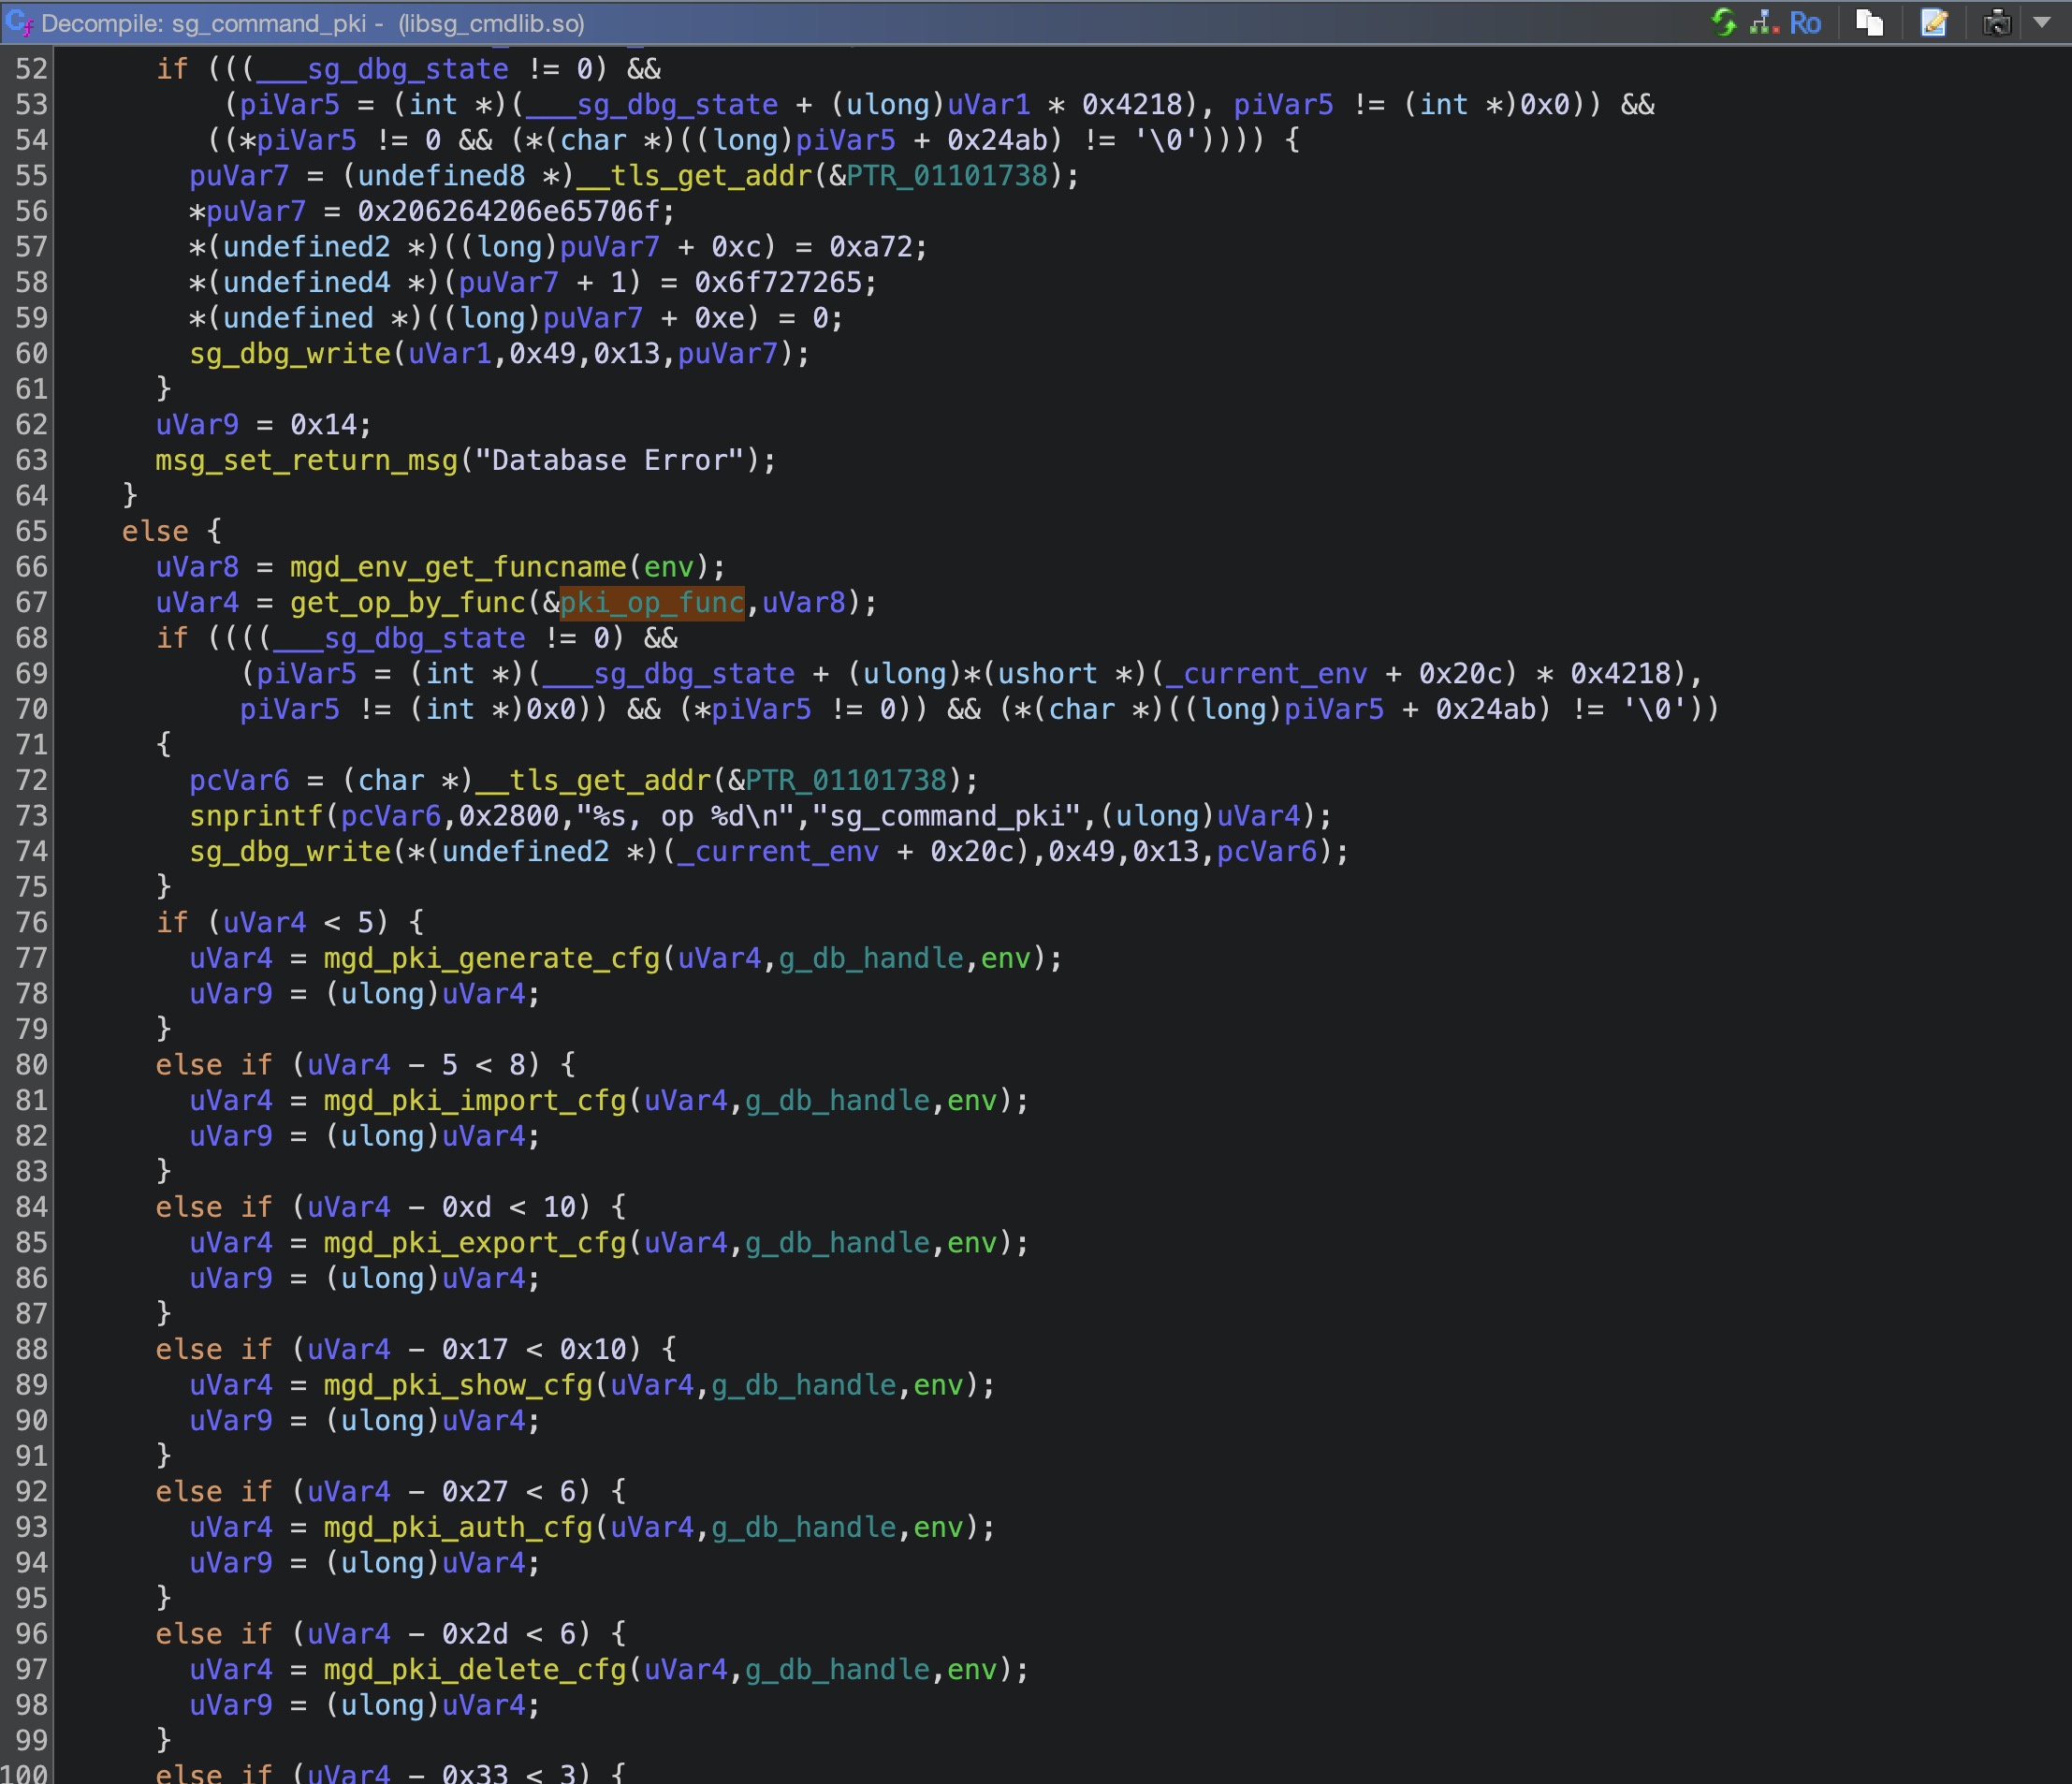 Decompile: sg_command_pki - (libsg_cmdlib.so)
Ro
52 if (((___sg_dbg_state != 0) &&
53 (piVar5 = (int *)(___sg_dbg_state + (ulong)uVar1 * 0x4218), piVar5 != (int *)0x0)) &&
54 ((*piVar5 != 0 && (*(char *)((long)piVar5 + 0x24ab) != '\0')))) {
55 puVar7 = (undefined8 *)__tls_get_addr(&PTR_01101738);
56 *puVar7 = 0x206264206e65706f;
57 *(undefined2 *)((long)puVar7 + 0xc) = 0xa72;
58 *(undefined4 *)(puVar7 + 1) = 0x6f727265;
59 *(undefined *)((long)puVar7 + 0xe) = 0;
60 sg_dbg_write(uVar1,0x49,0x13,puVar7);
61 }
62 uVar9 = 0x14;
63 msg_set_return_msg("Database Error");
64 }
65 else {
66 uVar8 = mgd_env_get_funcname(env);
67 uVar4 = get_op_by_func(&pki_op_func,uVar8);
68 if ((((___sg_dbg_state != 0) &&
69 (piVar5 = (int *)(___sg_dbg_state + (ulong)*(ushort *)(_current_env + 0x20c) * 0x4218),
70 piVar5 != (int *)0x0)) && (*piVar5 != 0)) && (*(char *)((long)piVar5 + 0x24ab) != '\0'))
71 {
72 pcVar6 = (char *)__tls_get_addr(&PTR_01101738);
73 snprintf(pcVar6,0x2800,"%s, op %d\n","sg_command_pki",(ulong)uVar4);
74 sg_dbg_write(*(undefined2 *)(_current_env + 0x20c),0x49,0x13,pcVar6);
75 }
76 if (uVar4 < 5) {
77 uVar4 = mgd_pki_generate_cfg(uVar4,g_db_handle,env);
78 uVar9 = (ulong)uVar4;
79 }
80 else if (uVar4 - 5 < 8) {
81 uVar4 = mgd_pki_import_cfg(uVar4,g_db_handle,env);
82 uVar9 = (ulong)uVar4;
83 }
84 else if (uVar4 - 0xd < 10) {
85 uVar4 = mgd_pki_export_cfg(uVar4,g_db_handle,env);
86 uVar9 = (ulong)uVar4;
87 }
88 else if (uVar4 - 0x17 < 0x10) {
89 uVar4 = mgd_pki_show_cfg(uVar4,g_db_handle,env);
90 uVar9 = (ulong)uVar4;
91 }
92 else if (uVar4 - 0x27 < 6) {
93 uVar4 = mgd_pki_auth_cfg(uVar4,g_db_handle,env);
94 uVar9 = (ulong)uVar4;
95 }
96 else if (uVar4 - 0x2d < 6) {
97 uVar4 = mgd_pki_delete_cfg(uVar4,g_db_handle,env);
98 uVar9 = (ulong)uVar4;
99 }
100 else if (uVar4 - 0x33 < 3) {